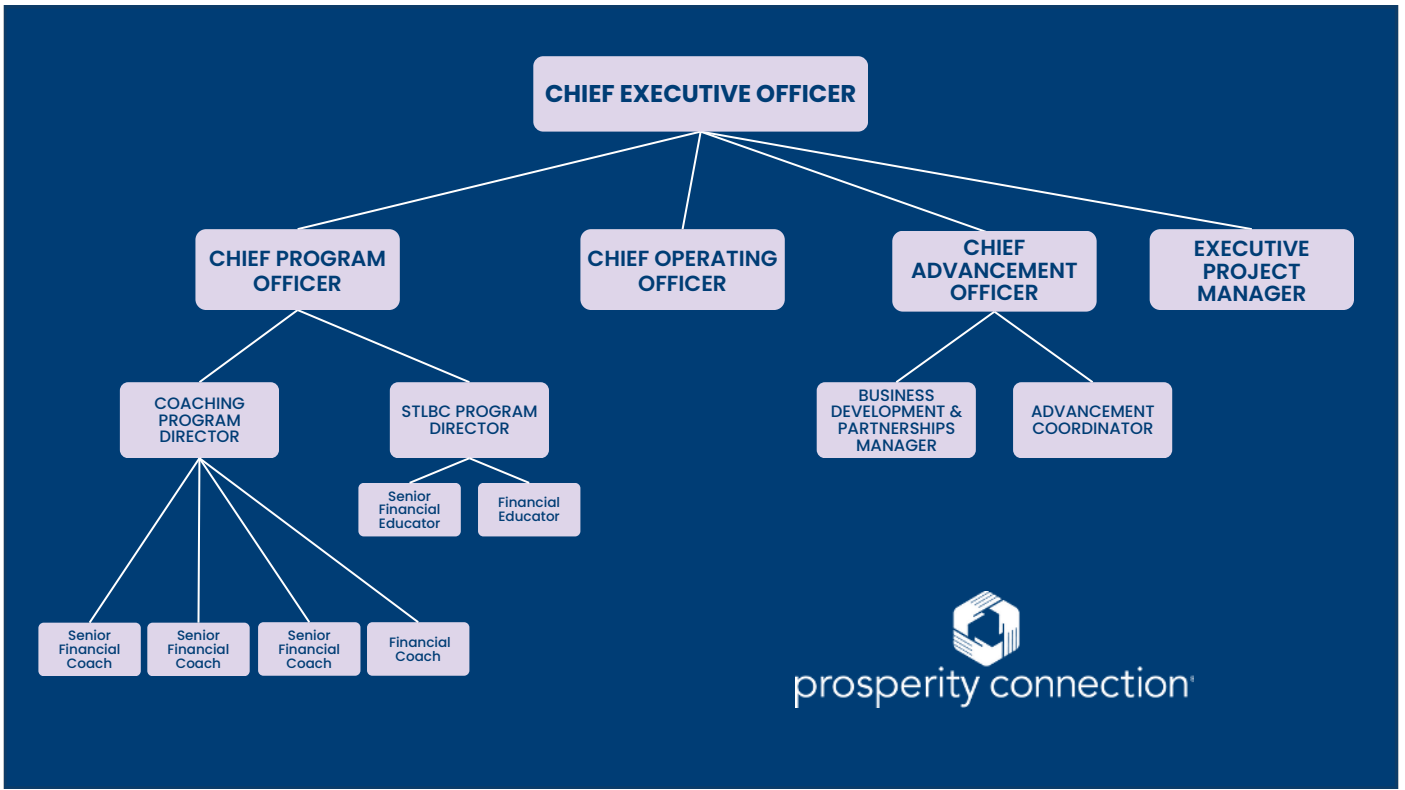 CHIEF EXECUTIVE OFFICER
CHIEF PROGRAM
OFFICER
CHIEF OPERATING
OFFICER
CHIEF
ADVANCEMENT
OFFICER
EXECUTIVE
PROJECT
MANAGER
COACHING
PROGRAM
DIRECTOR
STLBC PROGRAM
DIRECTOR
BUSINESS
DEVELOPMENT &
PARTNERSHIPS
MANAGER
ADVANCEMENT
COORDINATOR
Senior
Financial
Educator
Financial
Educator
Senior
Financial
Coach
Senior
Financial
Coach
Senior
Financial
Coach
Financial
Coach
prosperity connection